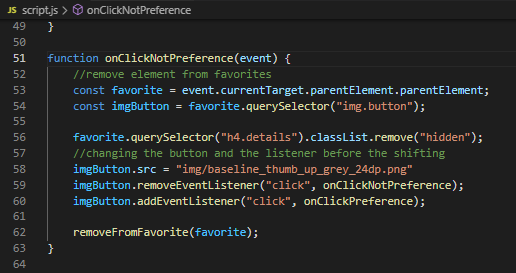 JS script.js > onClickNotPreference
49 }
50
51 function onClickNotPreference(event) {
52 //remove element from favorites
53 const favorite = event.currentTarget.parentElement.parentElement;
54 const imgButton = favorite.querySelector("img.button");
55
56 favorite.querySelector("h4.details").classList.remove("hidden");
57 //changing the button and the listener before the shifting
58 imgButton.src = "img/baseline_thumb_up_grey_24dp.png"
59 imgButton.removeEventListener("click", onClickNotPreference);
60 imgButton.addEventListener("click", onClickPreference);
61
62 removeFromFavorite(favorite);
63 }
64